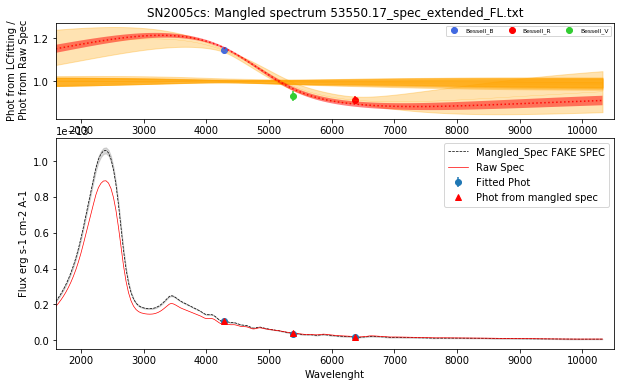 SN2005cs: Mangled spectrum 53550.17_spec_extended_FL.txt
Phot from LCfitting /
Phot from Raw Spec
1.2
1.0
Bessell_B
Bessell_R
Bessell_V
2000 3000 4000 5000 6000 7000 8000 9000 10000
Flux erg s-1 cm-2 A-1
1.0
0.8
0.6
0.4
0.2
0.0
Mangled_Spec FAKE SPEC
Raw Spec
Fitted Phot
Phot from mangled spec
2000 3000 4000 5000 6000 7000 8000 9000 10000
Wavelenght